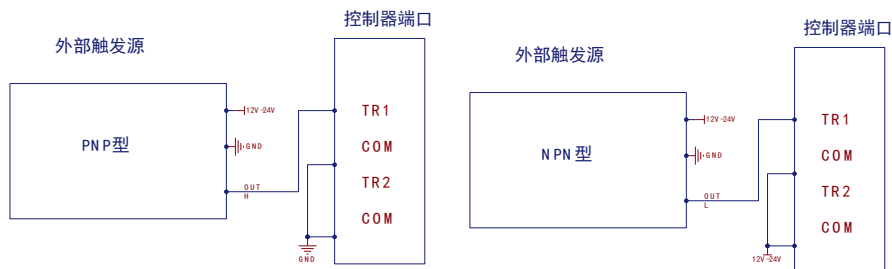 控制器端口
外部触发源
PNP型
12V-24V
GND
OUT
H
TR1
COM
TR2
COM
GND
控制器端口
外部触发源
NPN型
12V-24V
GND
OUT
L
TR1
COM
TR2
COM
12V-24V